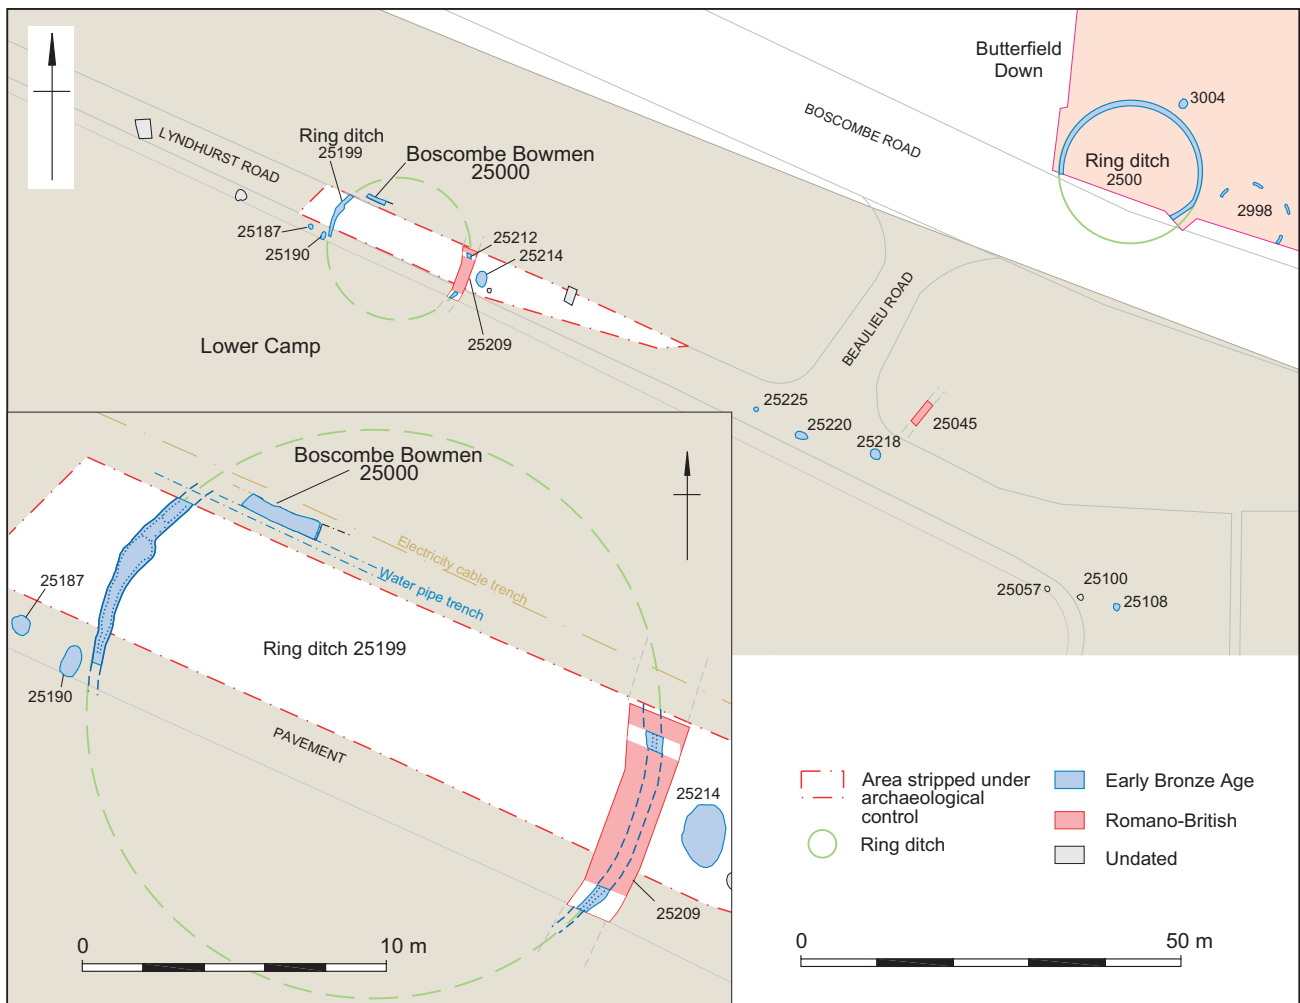 Butterfield
Down
3004
BOSCOMBE ROAD
Ring ditch
2500
2998
LYNDHURST ROAD
Ring ditch
25199
Boscombe Bowmen
25000
25187
25190
25212
25214
25209
Lower Camp
BEAULIEU ROAD
25225
25220
25218
25045
25057
25100
25108
Boscombe Bowmen
25000
Electricity cable trench
Water pipe trench
25187
25190
Ring ditch 25199
PAVEMENT
25214
25209
0 10 m
Area stripped under
archaeological
control
Ring ditch
Early Bronze Age
Romano-British
Undated
0 50 m